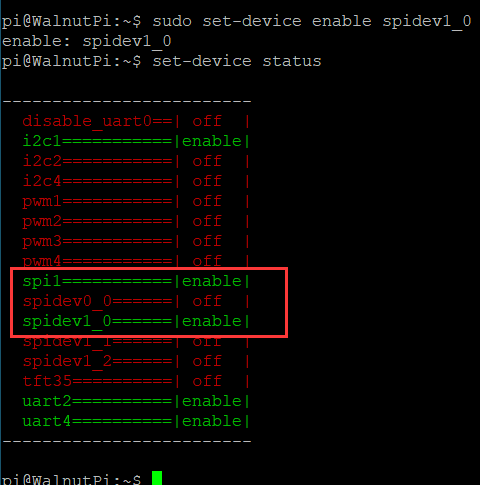 pi@WalnutPi:~$ sudo set-device enable spidev1_0
enable: spidev1_0
pi@WalnutPi:~$ set-device status
--------------------------
disable_uart0==| off |
i2c1===========|enable|
i2c2===========| off |
i2c4===========| off |
pwm1===========| off |
pwm2===========| off |
pwm3===========| off |
pwm4===========| off |
spi1===========|enable|
spidev0_0======| off |
spidev1_0======|enable|
spidev1_1======| off |
spidev1_2======| off |
tft35==========| off |
uart2==========|enable|
uart4==========|enable|
--------------------------
pi@WalnutPi:~$